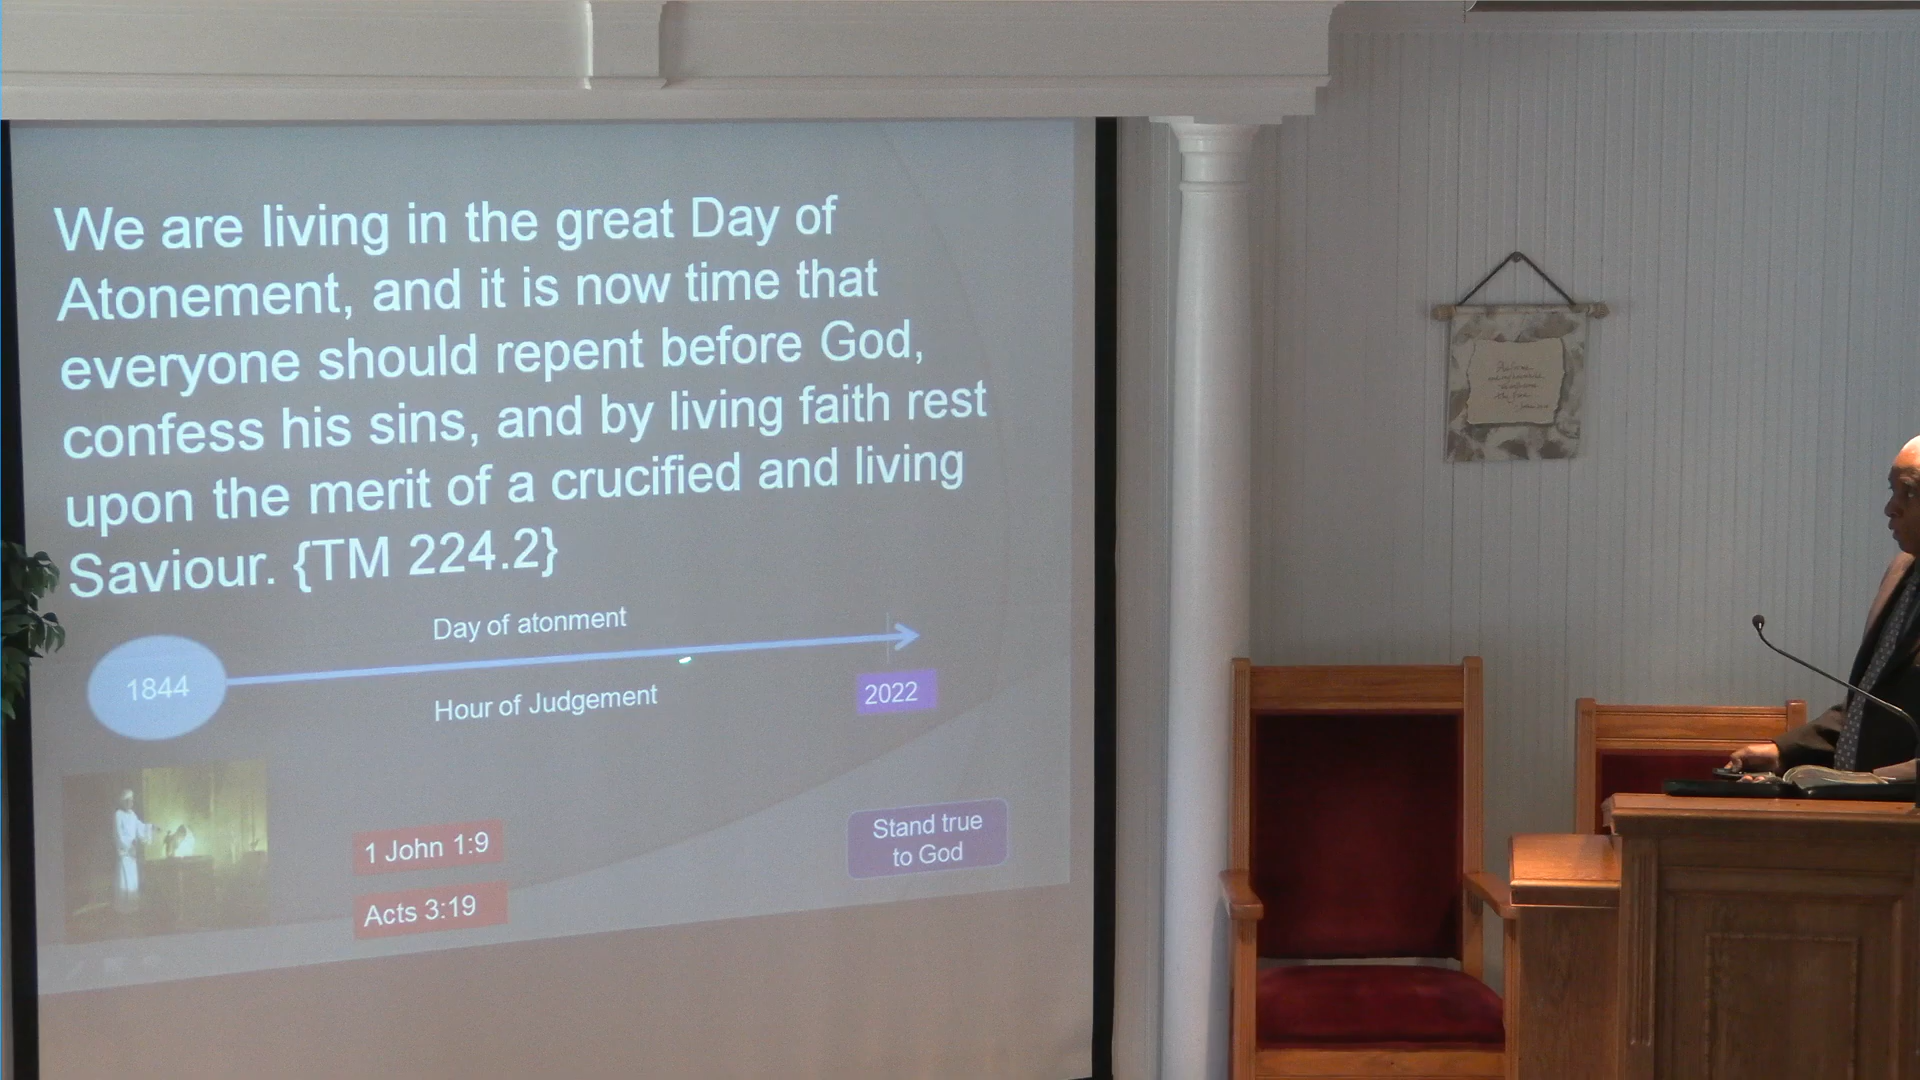 We are living in the great Day of
Atonement, and it is now time that
everyone should repent before God,
confess his sins, and by living faith rest
upon the merit of a crucified and living
Saviour. {TM 224.2}
Day of atonment
1844
Hour of Judgement
2022
1 John 1:9
Acts 3:19
Stand true
to God